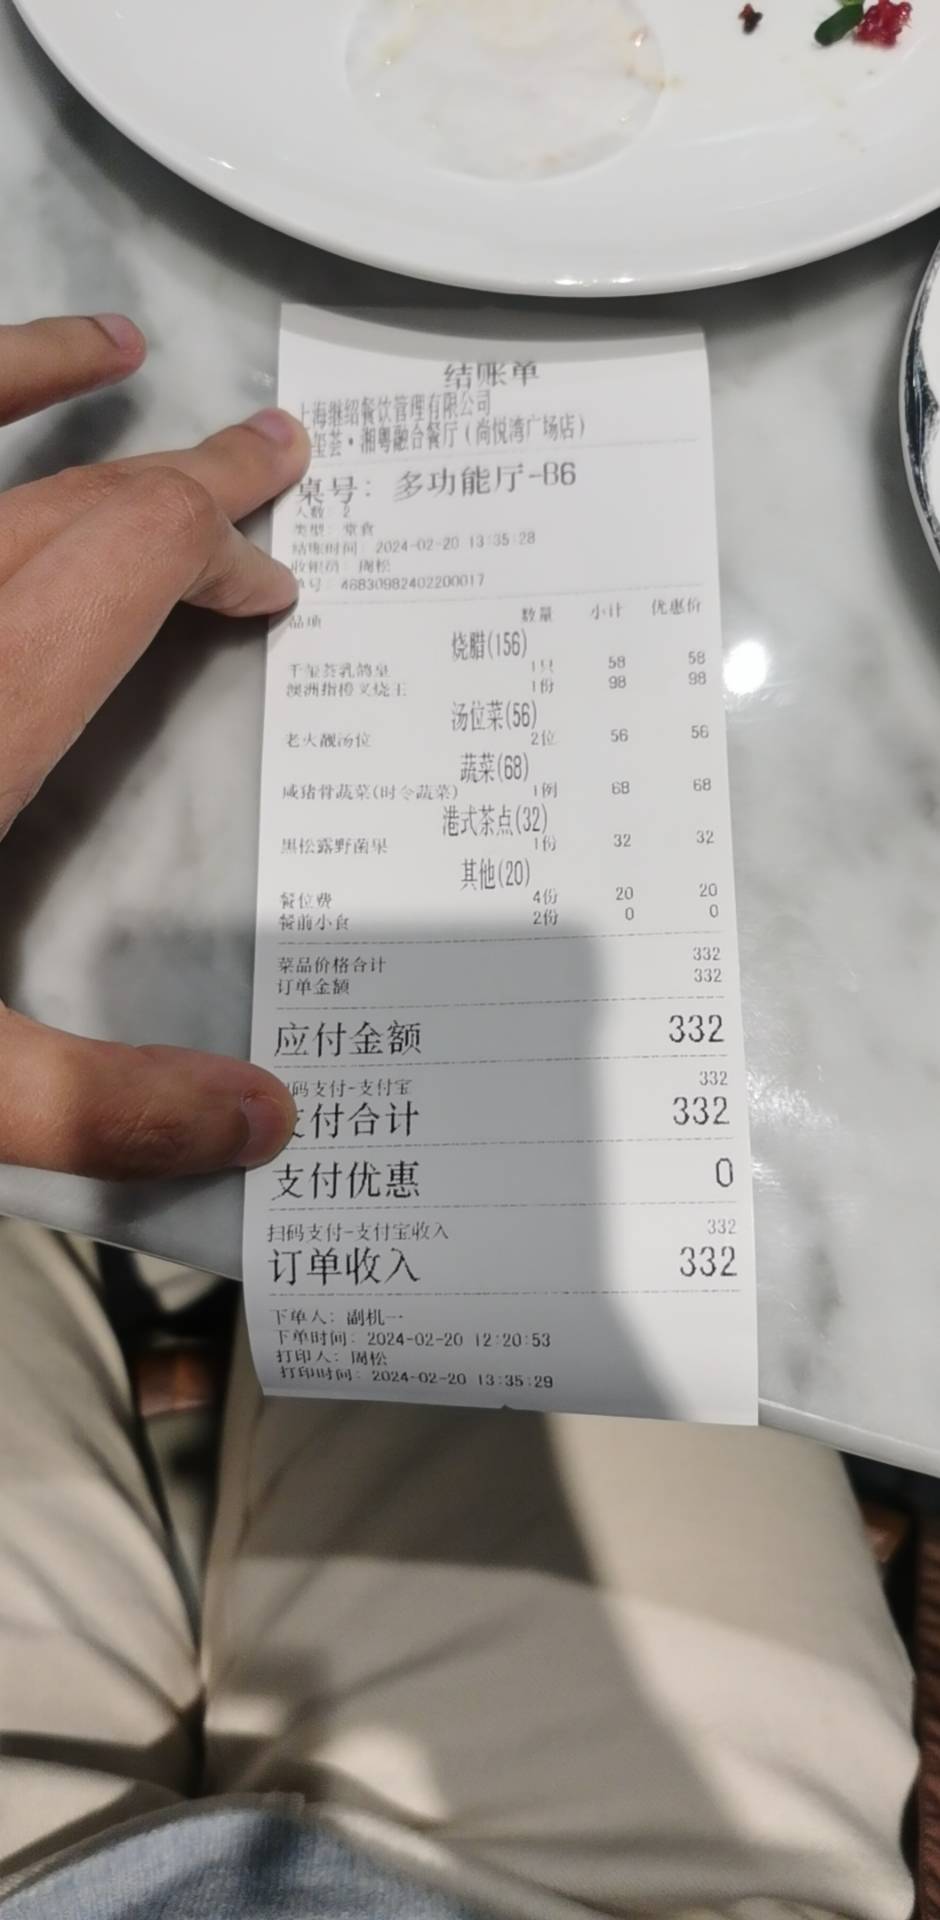 结账单
上海继绍餐饮管理有限公司
玺荟·湘粤融合餐厅(尚悦湾广场店)
桌号: 多功能厅-B6
人数: 2
类型: 堂食
结账时间: 2024-02-20 13:35:28
收银员: 周松
单号: 46830982402200017
品项 数量 小计 优惠价
烧腊(156)
千玺荟乳鸽皇 1只 58 58
澳洲指橙叉烧王 1份 98 98
汤位菜(56)
老火靓汤位 2位 56 56
蔬菜(68)
咸猪骨蔬菜(时令蔬菜) 1例 68 68
港式茶点(32)
黑松露野菌果 1份 32 32
其他(20)
餐位费 4份 20 20
餐前小食 2份 0 0
菜品价格合计 332
订单金额 332
应付金额 332
扫码支付-支付宝 332
支付合计 332
支付优惠 0
扫码支付-支付宝收入 332
订单收入 332
下单人: 副机一
下单时间: 2024-02-20 12:20:53
打印人: 周松
打印时间: 2024-02-20 13:35:29